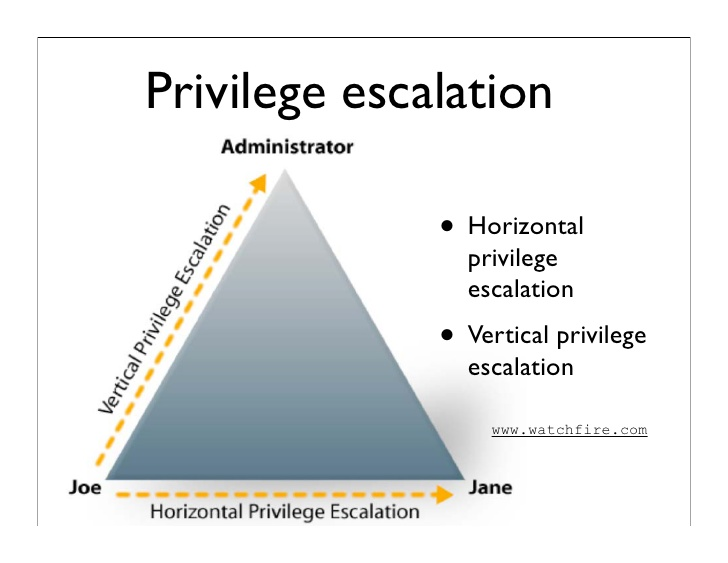 Privilege escalation
Administrator
Vertical Privilege Escalation
Joe
Jane
Horizontal Privilege Escalation
• Horizontal
privilege
escalation
• Vertical privilege
escalation
www.watchfire.com